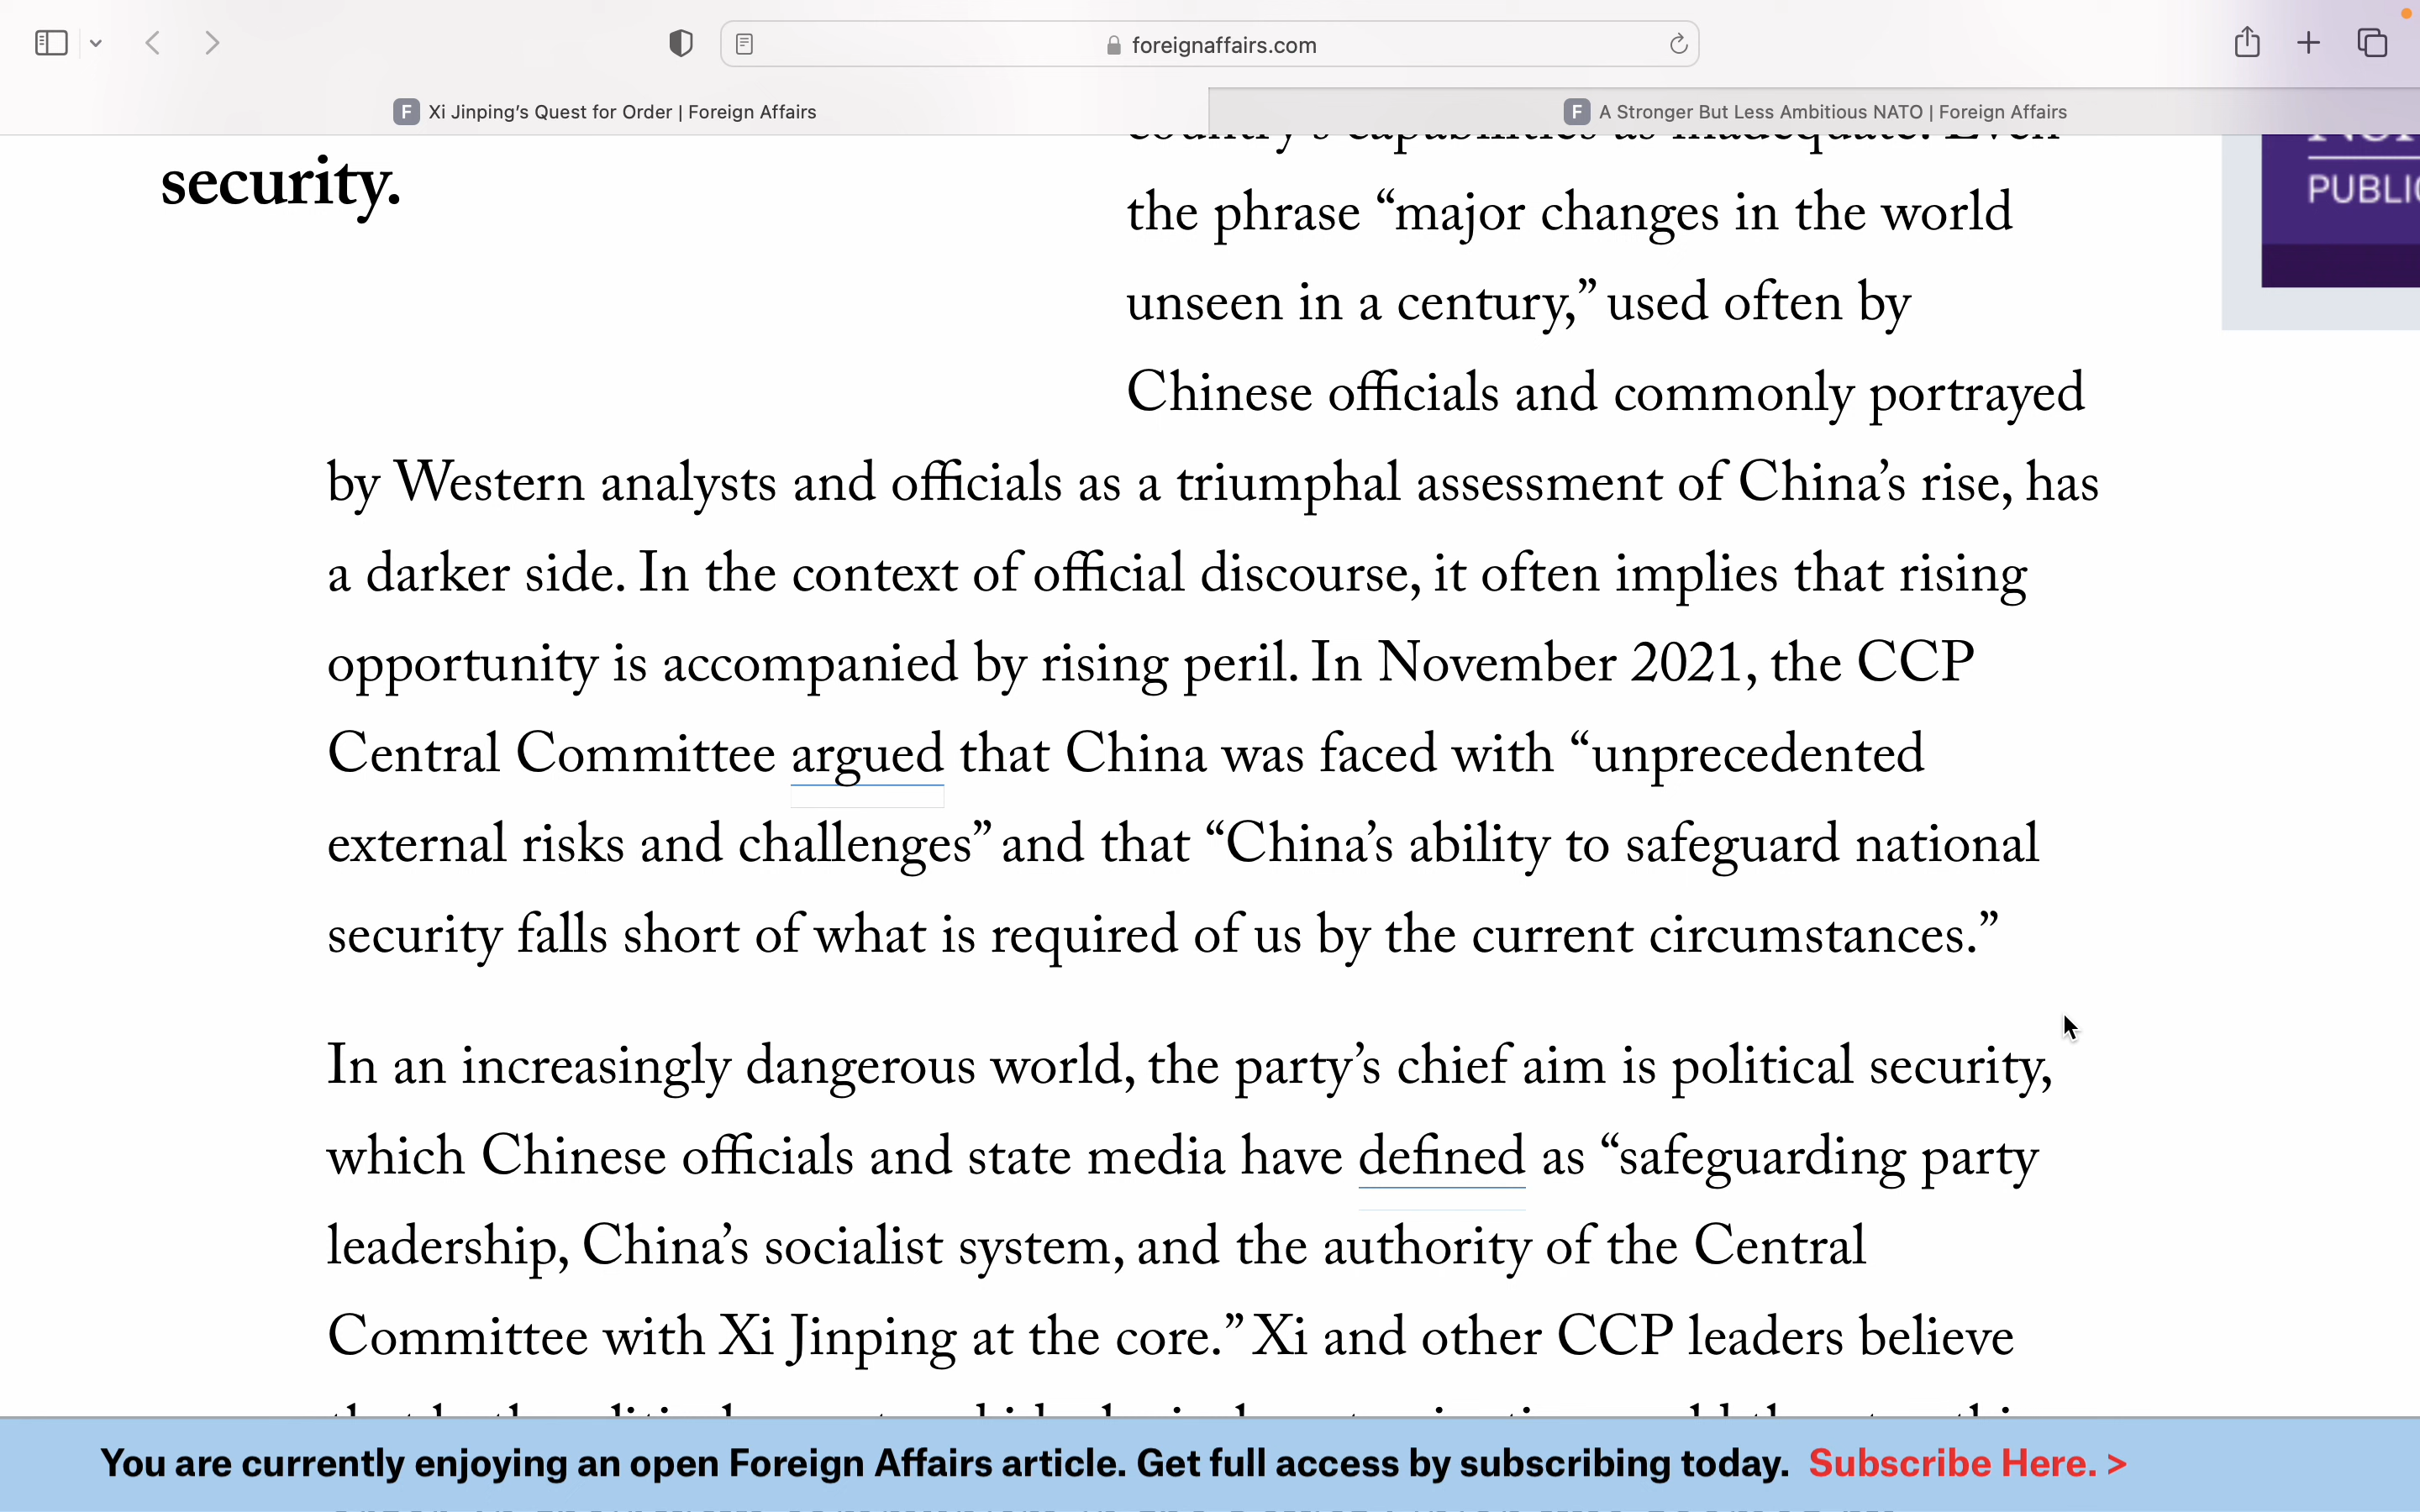 foreignaffairs.com
F Xi Jinping’s Quest for Order | Foreign Affairs
F A Stronger But Less Ambitious NATO | Foreign Affairs
security.
PUBLIC
country’s capabilities as inadequate. Even
the phrase “major changes in the world
unseen in a century,” used often by
Chinese officials and commonly portrayed
by Western analysts and officials as a triumphal assessment of China’s rise, has
a darker side. In the context of official discourse, it often implies that rising
opportunity is accompanied by rising peril. In November 2021, the CCP
Central Committee argued that China was faced with “unprecedented
external risks and challenges” and that “China’s ability to safeguard national
security falls short of what is required of us by the current circumstances.”
In an increasingly dangerous world, the party’s chief aim is political security,
which Chinese officials and state media have defined as “safeguarding party
leadership, China’s socialist system, and the authority of the Central
Committee with Xi Jinping at the core.” Xi and other CCP leaders believe
You are currently enjoying an open Foreign Affairs article. Get full access by subscribing today. Subscribe Here. >